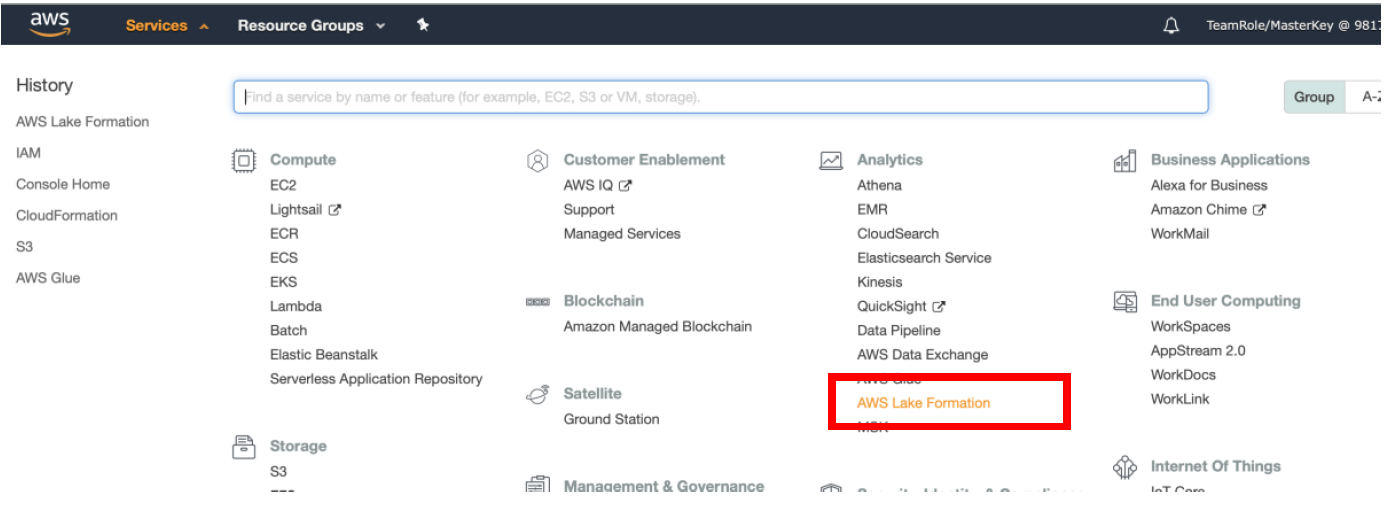 aws
Services
Resource Groups
TeamRole/MasterKey @ 9817
History
AWS Lake Formation
IAM
Console Home
CloudFormation
S3
AWS Glue
Find a service by name or feature (for example, EC2, S3 or VM, storage).
Group
A-Z
Compute
EC2
Lightsail
ECR
ECS
EKS
Lambda
Batch
Elastic Beanstalk
Serverless Application Repository
Storage
S3
Customer Enablement
AWS IQ
Support
Managed Services
Blockchain
Amazon Managed Blockchain
Satellite
Ground Station
Management & Governance
Analytics
Athena
EMR
CloudSearch
Elasticsearch Service
Kinesis
QuickSight
Data Pipeline
AWS Data Exchange
AWS Glue
AWS Lake Formation
MSK
Security, Identity & Compliance
Business Applications
Alexa for Business
Amazon Chime
WorkMail
End User Computing
WorkSpaces
AppStream 2.0
WorkDocs
WorkLink
Internet Of Things
IoT Core